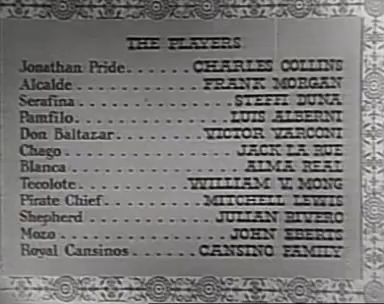 THE PLAYERS
Jonathan Pride......CHARLES COLLINS
Alcalde...........FRANK MORGAN
Serafina.............STEFFI DUNA
Pamfilo.............LUIS ALBERNI
Don Baltazar........VICTOR VARCONI
Chago..............JACK LA RUE
Blanca..............ALMA REAL
Tecolote..........WILLIAM V. MONG
Pirate Chief........MITCHELL LEWIS
Shepherd...........JULIAN RIVERO
Mozo..............JOHN EBERTS
Royal Cansinos......CANSINO FAMILY